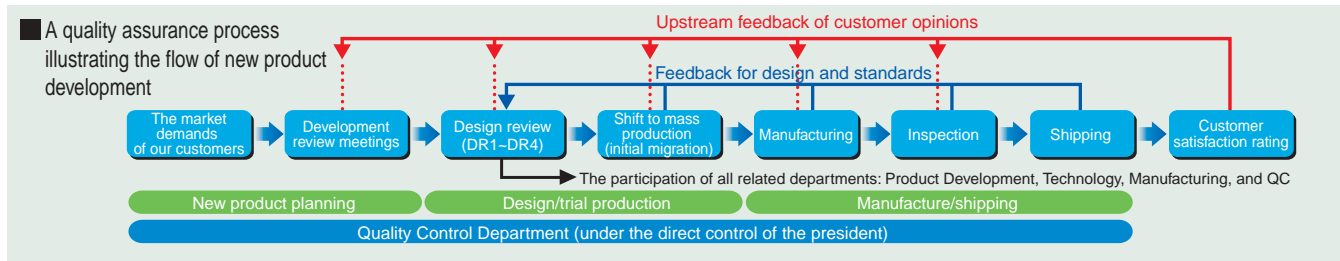 A quality assurance process
illustrating the flow of new product
development
Upstream feedback of customer opinions
Feedback for design and standards
The market
demands
of our customers
Development
review meetings
Design review
(DR1~DR4)
Shift to mass
production
(initial migration)
Manufacturing
Inspection
Shipping
Customer
satisfaction rating
The participation of all related departments: Product Development, Technology, Manufacturing, and QC
New product planning
Design/trial production
Manufacture/shipping
Quality Control Department (under the direct control of the president)